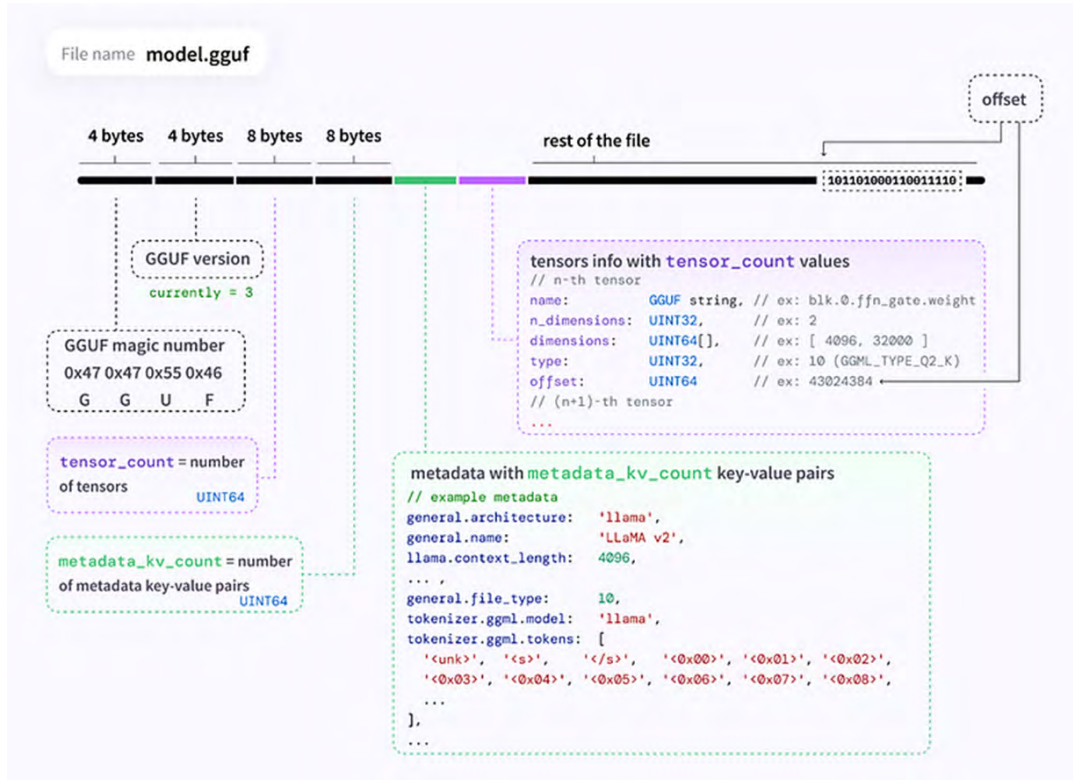 File name model.gguf
offset
4 bytes 4 bytes 8 bytes 8 bytes
rest of the file
101101000110011110
GGUF version
currently = 3
GGUF magic number
0x47 0x47 0x55 0x46
G G U F
tensor_count = number
of tensors
UINT64
metadata_kv_count = number
of metadata key-value pairs
UINT64
tensors info with tensor_count values
// n-th tensor
name: GGUF string, // ex: blk.0.ffn_gate.weight
n_dimensions: UINT32, // ex: 2
dimensions: UINT64[], // ex: [ 4096, 32000 ]
type: UINT32, // ex: 10 (GGML_TYPE_Q2_K)
offset: UINT64 // ex: 43024384
// (n+1)-th tensor
...
metadata with metadata_kv_count key-value pairs
// example metadata
general.architecture: 'llama',
general.name: 'LLaMA v2',
llama.context_length: 4096,
... ,
general.file_type: 10,
tokenizer.ggml.model: 'llama',
tokenizer.ggml.tokens: [
'<unk>', '<s>', '</s>', '<0x00>', '<0x01>', '<0x02>',
'<0x03>', '<0x04>', '<0x05>', '<0x06>', '<0x07>', '<0x08>',
...
],
...